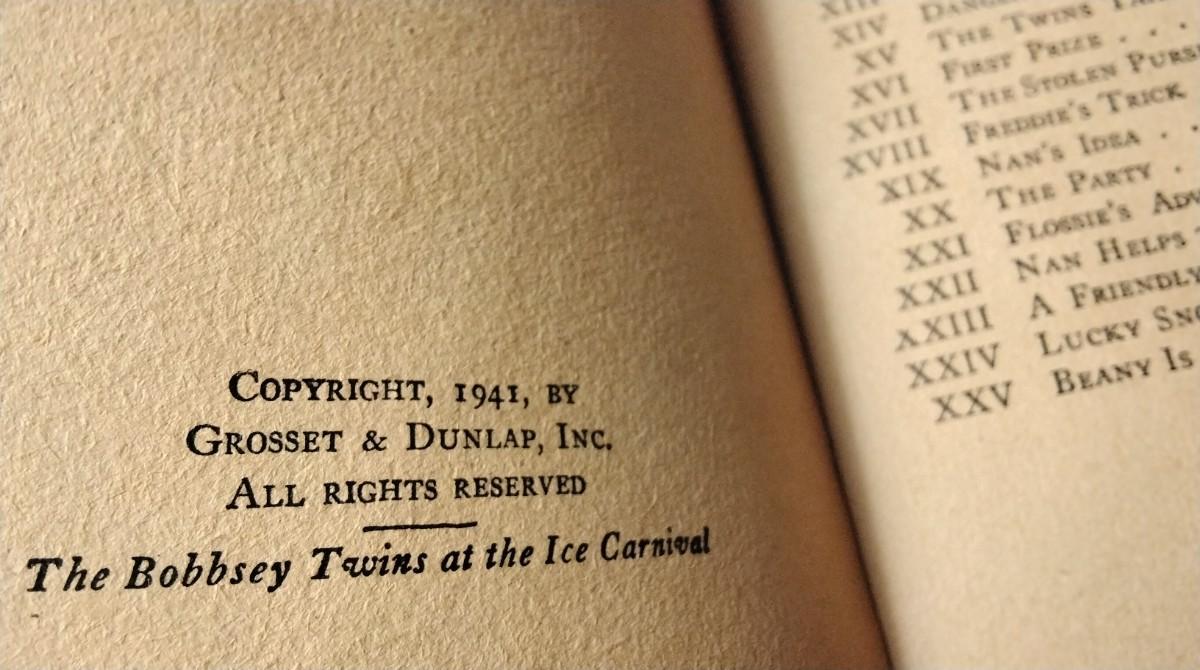 COPYRIGHT, 1941, BY
GROSSET & DUNLAP, INC.
ALL RIGHTS RESERVED
The Bobbsey Twins at the Ice Carnival
XIII
XIV
XV THE TWINS
XVI FIRST PRIZE . . .
XVII THE STOLEN
XVIII FREDDIE'S TRICK
XIX NAN'S IDEA . .
XX THE PARTY .
XXI FLOSSIE'S
XXII NAN HELPS
XXIII A FRIENDLY
XXIV LUCKY
XXV BEANY IS